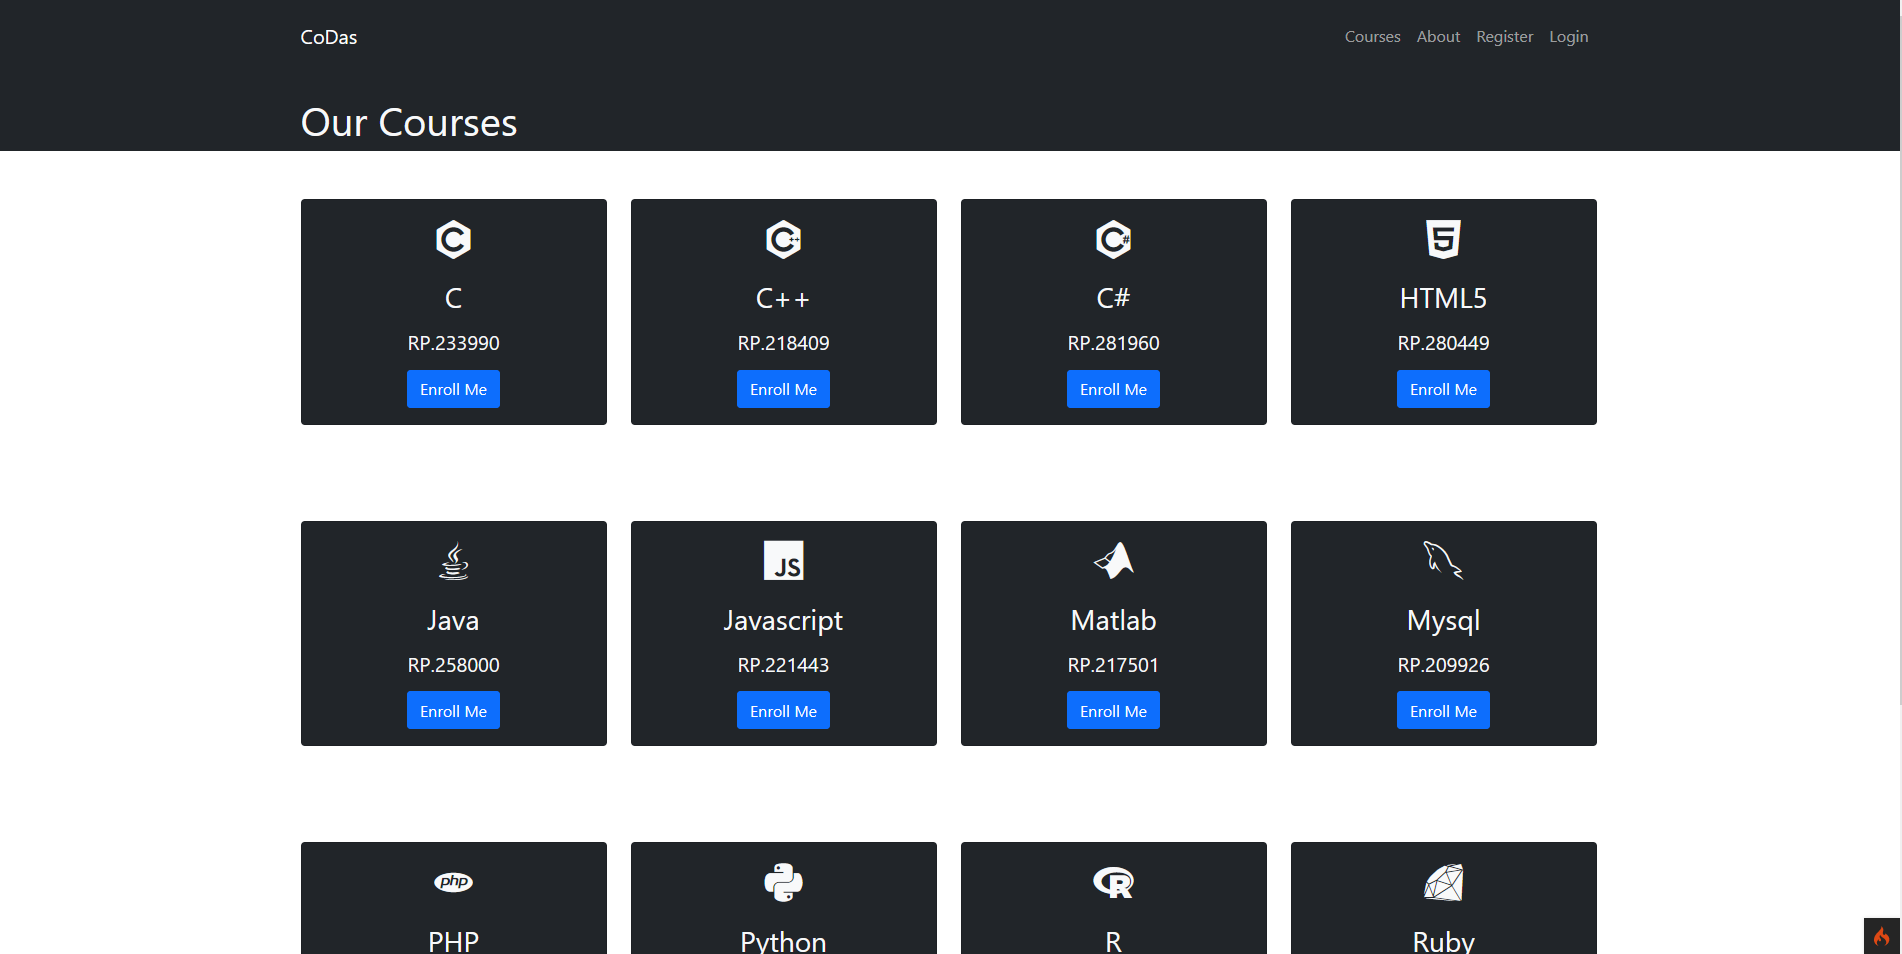 CoDas
Courses About Register Login
Our Courses
C
C++
C#
5
HTML5
C
C++
C#
HTML5
RP.233990
RP.218409
RP.281960
RP.280449
Enroll Me
Enroll Me
Enroll Me
Enroll Me
JS
Java
Javascript
Matlab
Mysql
RP.258000
RP.221443
RP.217501
RP.209926
Enroll Me
Enroll Me
Enroll Me
Enroll Me
php
R
PHP
Python
R
Ruby